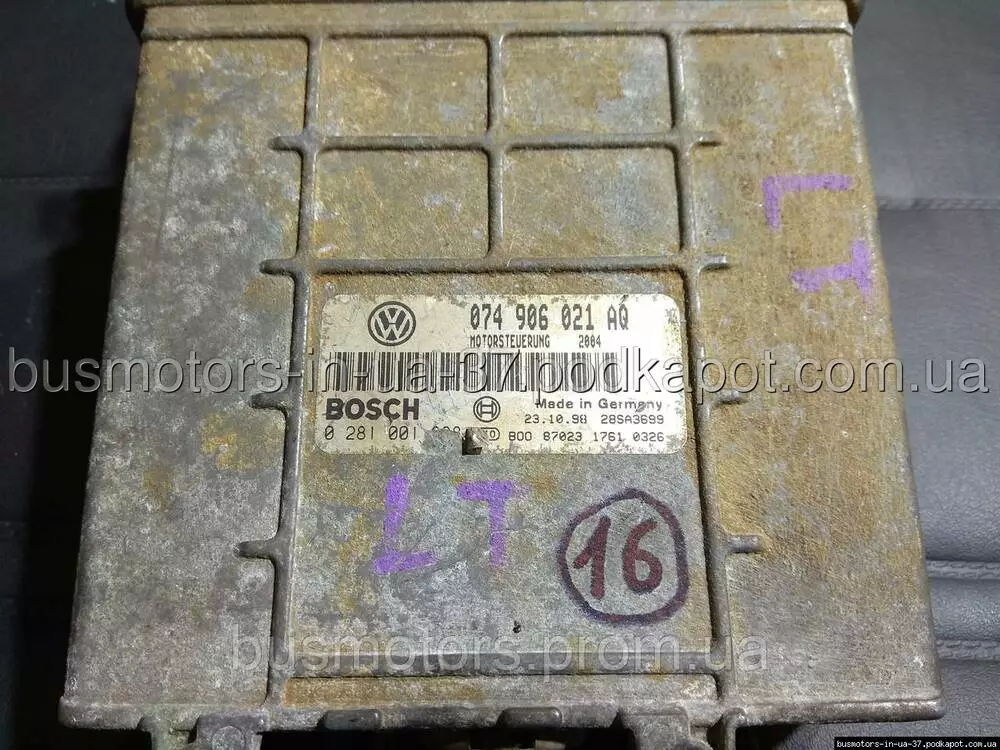 074 906 021 AQ
MOTORSTEUERUNG 2004
BOSCH
Made in Germany
23.10.98 28SA3699
0 281 001
B00 87023 1761 0326
LT
LT
16
busmotors-in-ua-37.podkapot.com.ua
busmotors.prom.ua
busmotors-in-ua-37.podkapot.com.ua